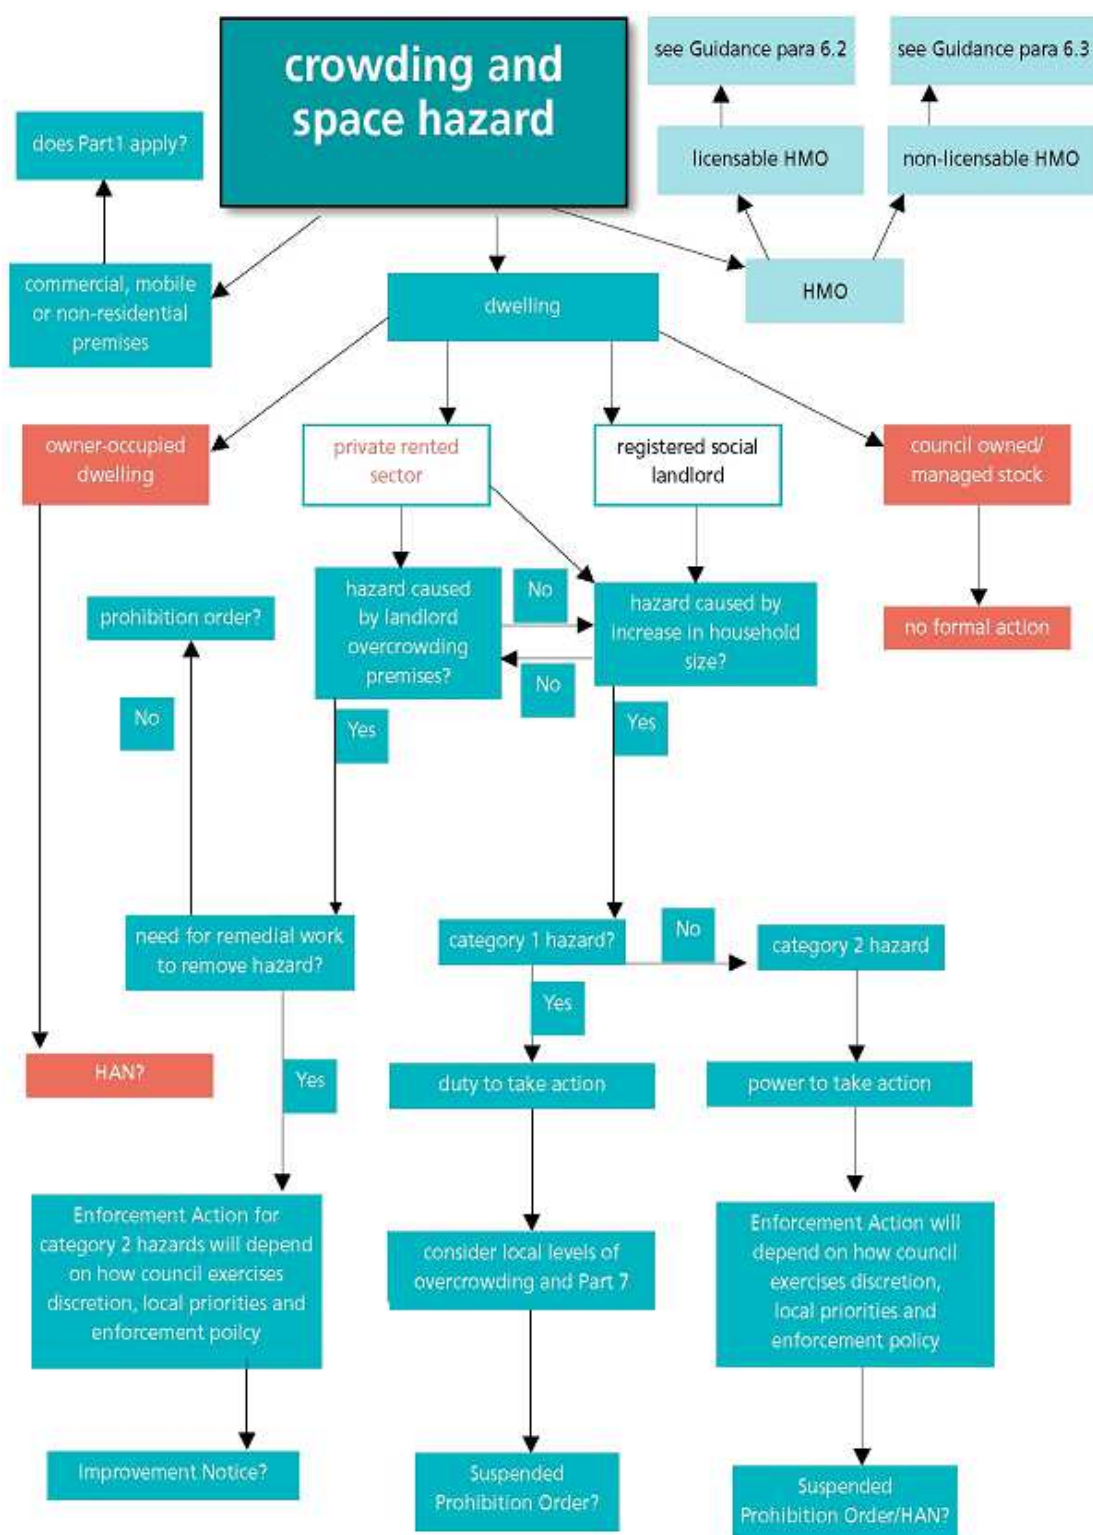 crowding and
space hazard
see Guidance para 6.2
see Guidance para 6.3
does Part1 apply?
licensable HMO
non-licensable HMO
commercial, mobile
or non-residential
premises
dwelling
HMO
owner-occupied
dwelling
private rented
sector
registered social
landlord
council owned/
managed stock
prohibition order?
hazard caused
by landlord
overcrowding
premises?
No
No
hazard caused by
increase in household
size?
no formal action
No
Yes
Yes
need for remedial work
to remove hazard?
category 1 hazard?
No
category 2 hazard
Yes
HAN?
Yes
duty to take action
power to take action
Enforcement Action for
category 2 hazards will depend
on how council exercises
discretion, local priorities and
enforcement poilcy
consider local levels of
overcrowding and Part 7
Enforcement Action will
depend on how council
exercises discretion,
local priorities and
enforcement policy
Improvement Notice?
Suspended
Prohibition Order?
Suspended
Prohibition Order/HAN?